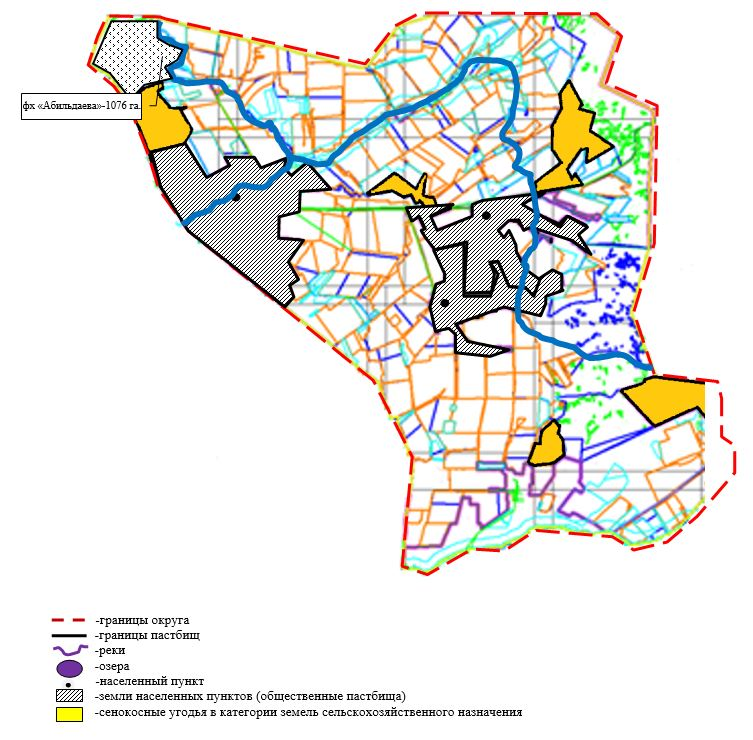 фх «Абильдаева»-1076 га.
-границы округа
-границы пастбищ
-реки
-озера
-населенный пункт
-земли населенных пунктов (общественные пастбища)
-сенокосные угодья в категории земель сельскохозяйственного назначения